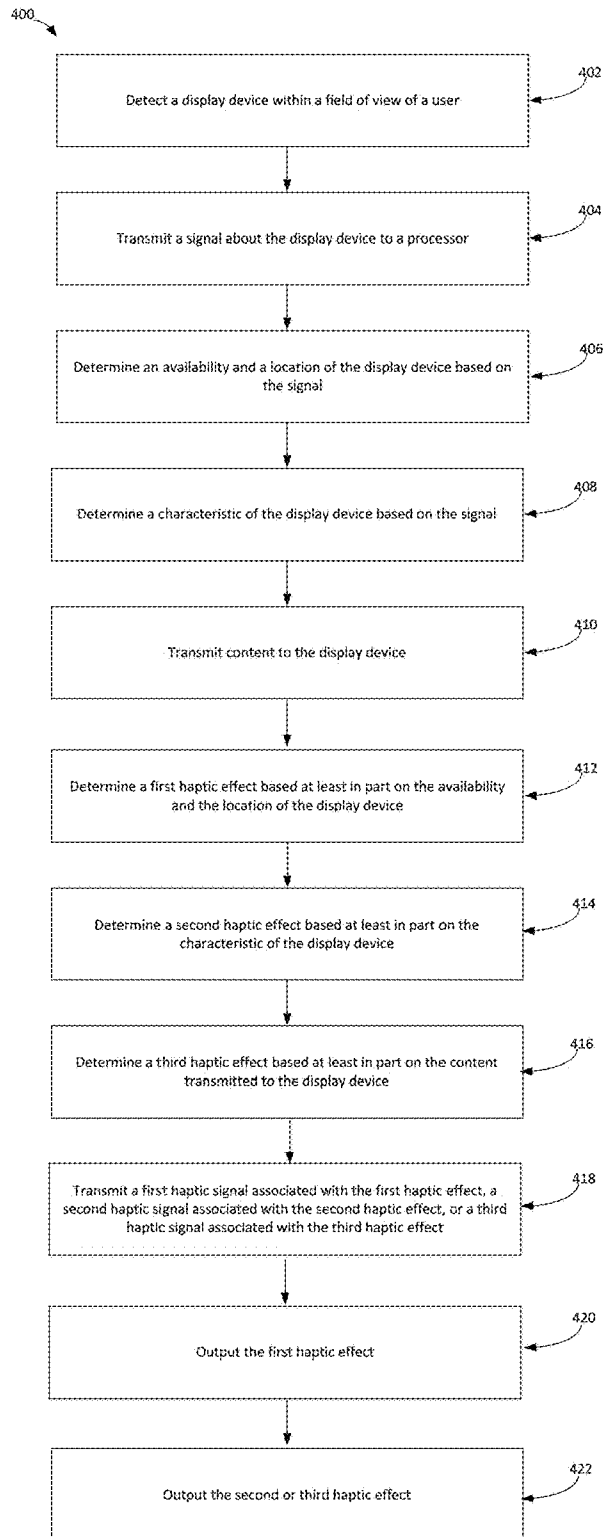 400
Detect a display device within a field of view of a user
402
Transmit a signal about the display device to a processor
404
Determine an availability and a location of the display device based on
the signal
406
Determine a characteristic of the display device based on the signal
408
Transmit content to the display device
410
Determine a first haptic effect based at least in part on the availability
and the location of the display device
412
Determine a second haptic effect based at least in part on the
characteristic of the display device
414
Determine a third haptic effect based at least in part on the content
transmitted to the display device
416
Transmit a first haptic signal associated with the first haptic effect, a
second haptic signal associated with the second haptic effect, or a third
haptic signal associated with the third haptic effect
418
Output the first haptic effect
420
Output the second or third haptic effect
422